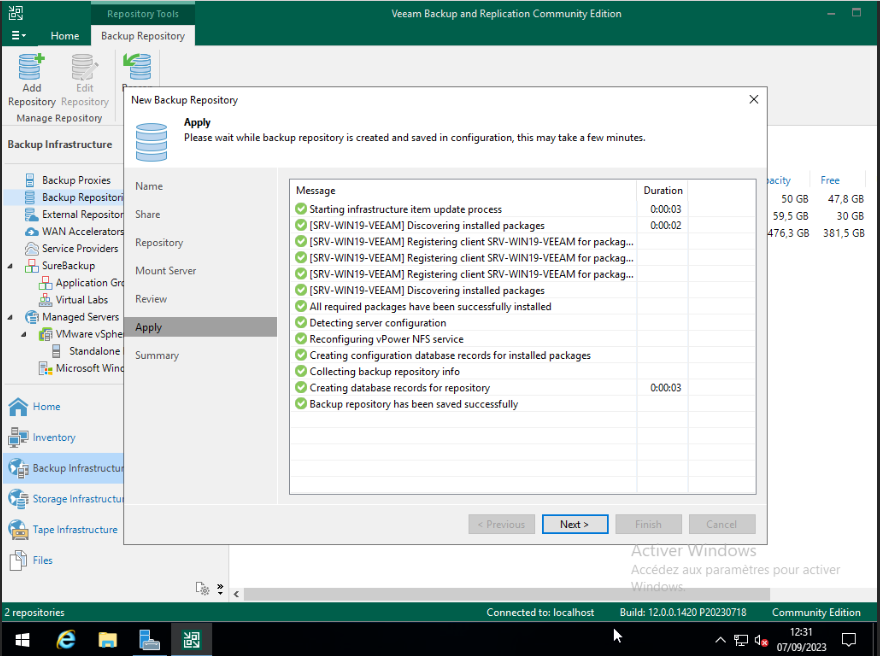 Repository Tools
Veeam Backup and Replication Community Edition
Home
Backup Repository
Add
Repository
Edit
Repository
Manage Repository
New Backup Repository
Apply
Please wait while backup repository is created and saved in configuration, this may take a few minutes.
Backup Infrastructure
Backup Proxies
Backup Repositori
External Repositor
WAN Accelerators
Service Providers
SureBackup
Application Gro
Virtual Labs
Managed Servers
VMware vSphe
Standalone
Microsoft Wind
Home
Inventory
Backup Infrastructur
Storage Infrastructu
Tape Infrastructure
Files
Name
Share
Repository
Mount Server
Review
Apply
Summary
Message Duration
Starting infrastructure item update process 0:00:03
[SRV-WIN19-VEEAM] Discovering installed packages 0:00:02
[SRV-WIN19-VEEAM] Registering client SRV-WIN19-VEEAM for packag...
[SRV-WIN19-VEEAM] Registering client SRV-WIN19-VEEAM for packag...
[SRV-WIN19-VEEAM] Registering client SRV-WIN19-VEEAM for packag...
[SRV-WIN19-VEEAM] Discovering installed packages
All required packages have been successfully installed
Detecting server configuration
Reconfiguring vPower NFS service
Creating configuration database records for installed packages
Collecting backup repository info
Creating database records for repository 0:00:03
Backup repository has been saved successfully
< Previous
Next >
Finish
Cancel
pacity Free
50 GB 47,8 GB
59,5 GB 30 GB
476,3 GB 381,5 GB
Activer Windows
Accédez aux paramètres pour activer
Windows.
2 repositories
Connected to: localhost
Build: 12.0.0.1420 P20230718
Community Edition
12:31
07/09/2023